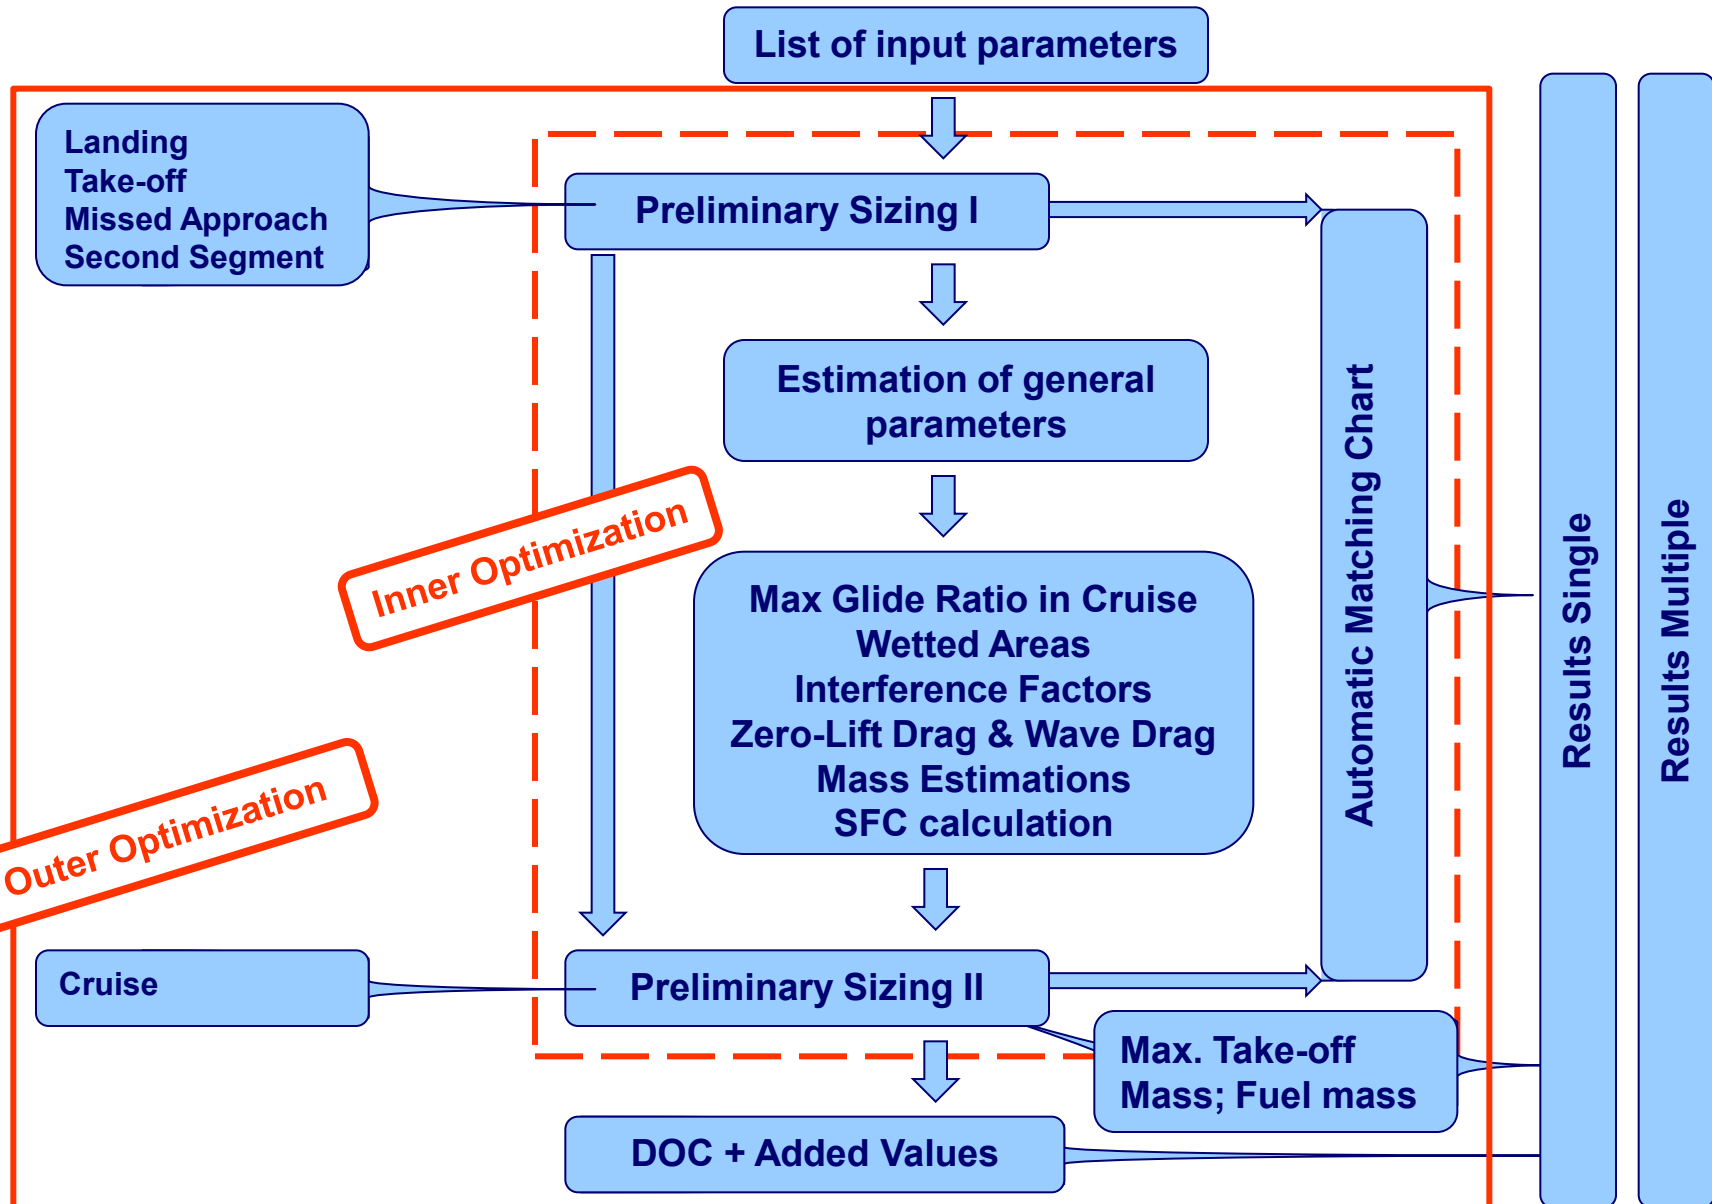 List of input parameters
Landing
Take-off
Missed Approach
Second Segment
Preliminary Sizing I
Estimation of general
parameters
Inner Optimization
Max Glide Ratio in Cruise
Wetted Areas
Interference Factors
Zero-Lift Drag & Wave Drag
Mass Estimations
SFC calculation
Automatic Matching Chart
Results Single
Results Multiple
Outer Optimization
Cruise
Preliminary Sizing II
Max. Take-off
Mass; Fuel mass
DOC + Added Values